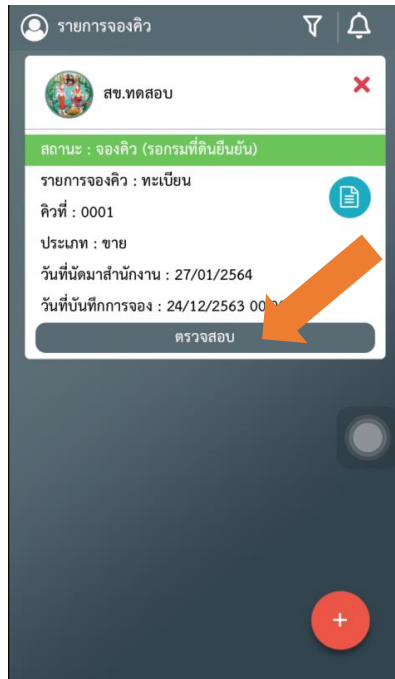 รายการจองคิว
สข.ทดสอบ
สถานะ : จองคิว (รอกรมที่ดินยืนยัน)
รายการจองคิว : ทะเบียน
คิวที่ : 0001
ประเภท : ขาย
วันที่นัดมาสำนักงาน : 27/01/2564
วันที่บันทึกการจอง : 24/12/2563
ตรวจสอบ